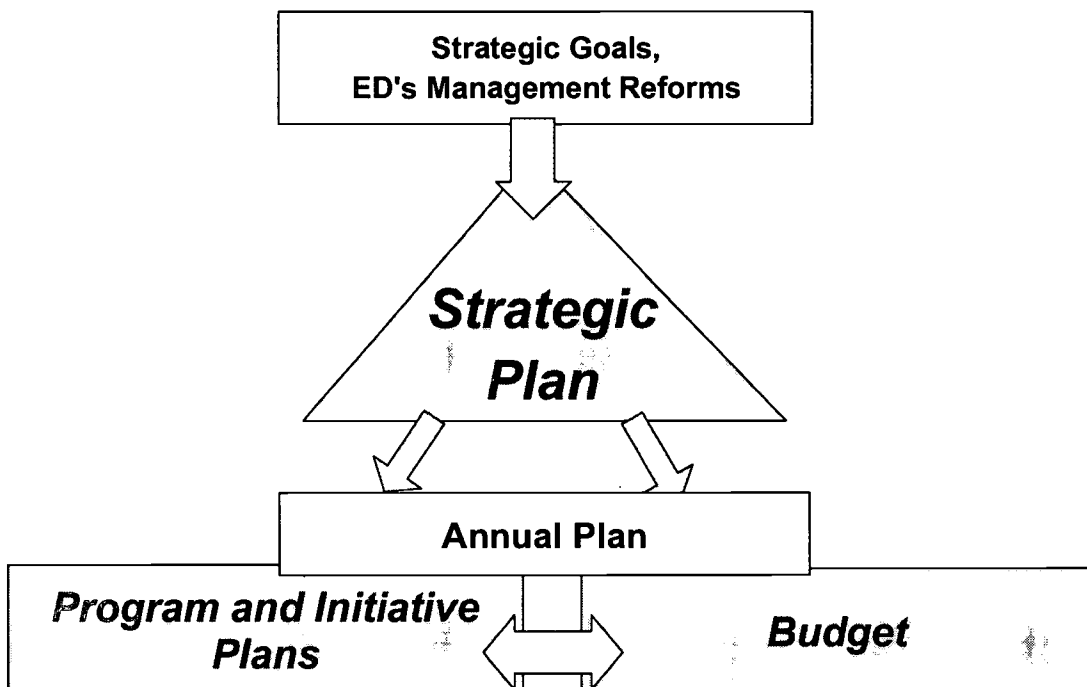 Strategic Goals,
ED's Management Reforms
Strategic
Plan
Annual Plan
Program and Initiative
Plans
Budget